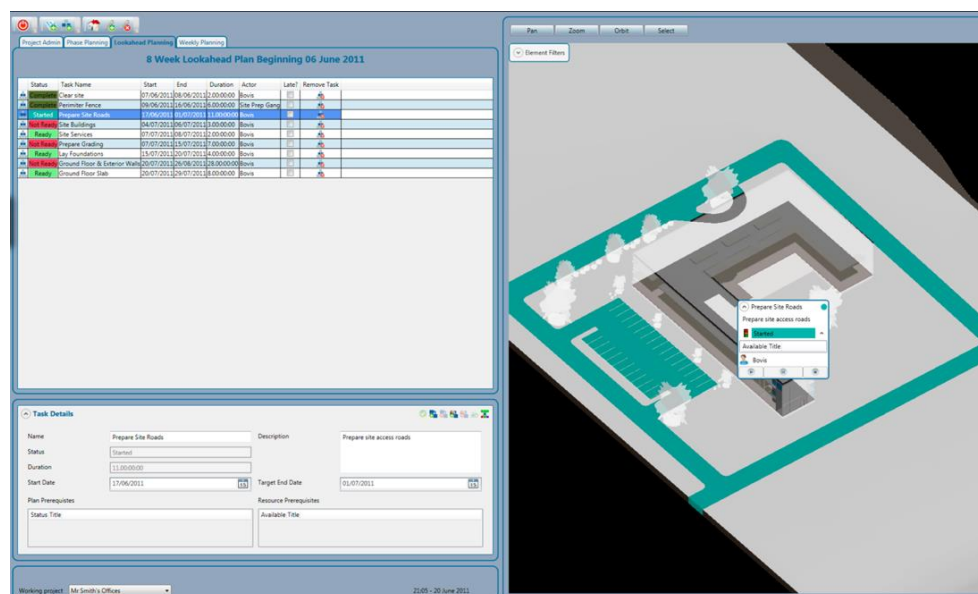 Project Admin Phase Planning Lookahead Planning Weekly Planning
8 Week Lookahead Plan Beginning 06 June 2011
Status Task Name Start End Duration Actor Late? Remove Task
Complete Clear site 07/06/2011 08/06/2011 2.00:00:00 Bovis
Complete Perimiter Fence 09/06/2011 16/06/2011 6.00:00:00 Site Prep Gang
Started Prepare Site Roads 17/06/2011 01/07/2011 11.00:00:00 Bovis
Not Ready Site Buildings 04/07/2011 06/07/2011 3.00:00:00 Bovis
Ready Site Services 07/07/2011 08/07/2011 2.00:00:00 Bovis
Not Ready Prepare Grading 07/07/2011 15/07/2011 7.00:00:00 Bovis
Ready Lay Foundations 15/07/2011 20/07/2011 4.00:00:00 Bovis
Not Ready Ground Floor & Exterior Walls 20/07/2011 26/08/2011 28.00:00:00 Bovis
Ready Ground Floor Slab 20/07/2011 29/07/2011 8.00:00:00 Bovis
Task Details
Name Prepare Site Roads Description Prepare site access roads
Status Started
Duration 11.00:00:00
Start Date 17/06/2011 15 Target End Date 01/07/2011 15
Plan Prerequistes Resource Prerequisites
Status Title Available Title
Working project Mr Smith's Offices 21:05 - 20 June 2011
Pan Zoom Orbit Select
Element Filters
Prepare Site Roads
Prepare site access roads
Started
Available Title
Bovis